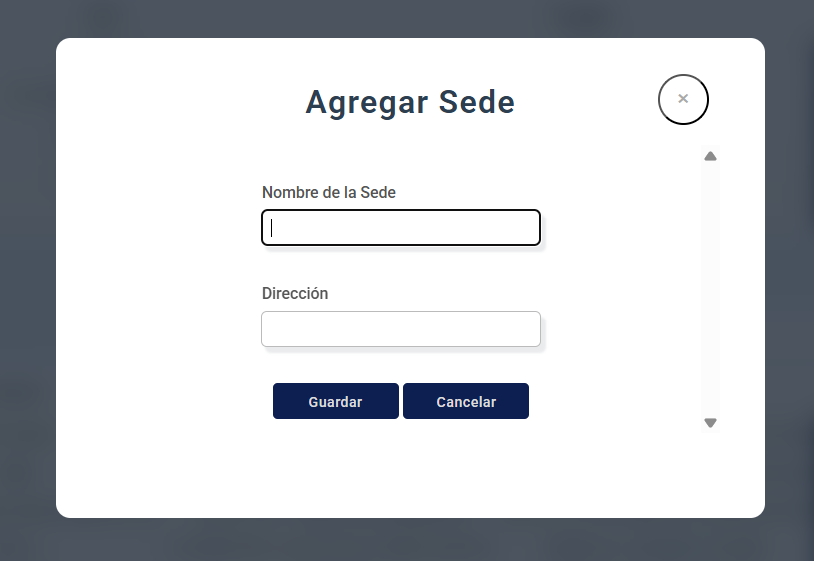 Agregar Sede
×
Nombre de la Sede
Dirección
Guardar
Cancelar